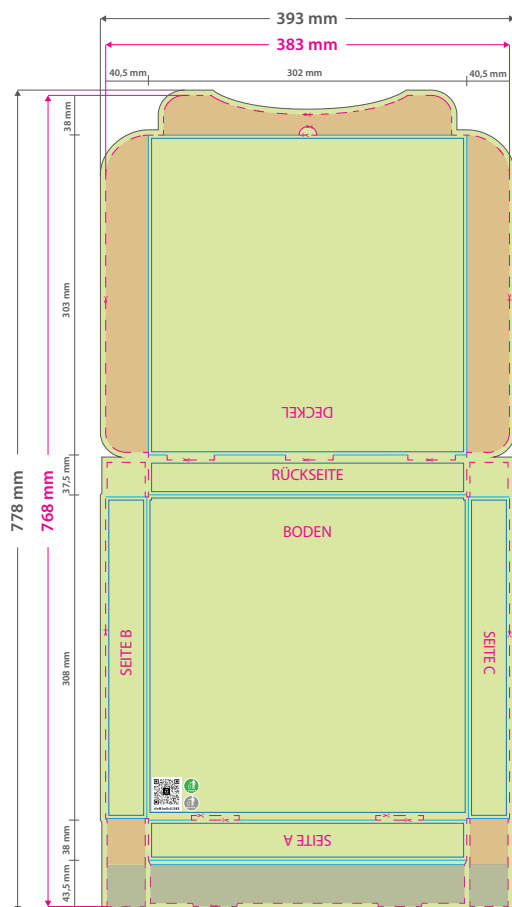 393 mm
383 mm
40,5 mm
302 mm
40,5 mm
38 mm
303 mm
DECKEL
37,5 mm
RÜCKSEITE
778 mm
768 mm
BODEN
SEITE B
SEITE C
308 mm
38 mm
SEITE A
43,5 mm